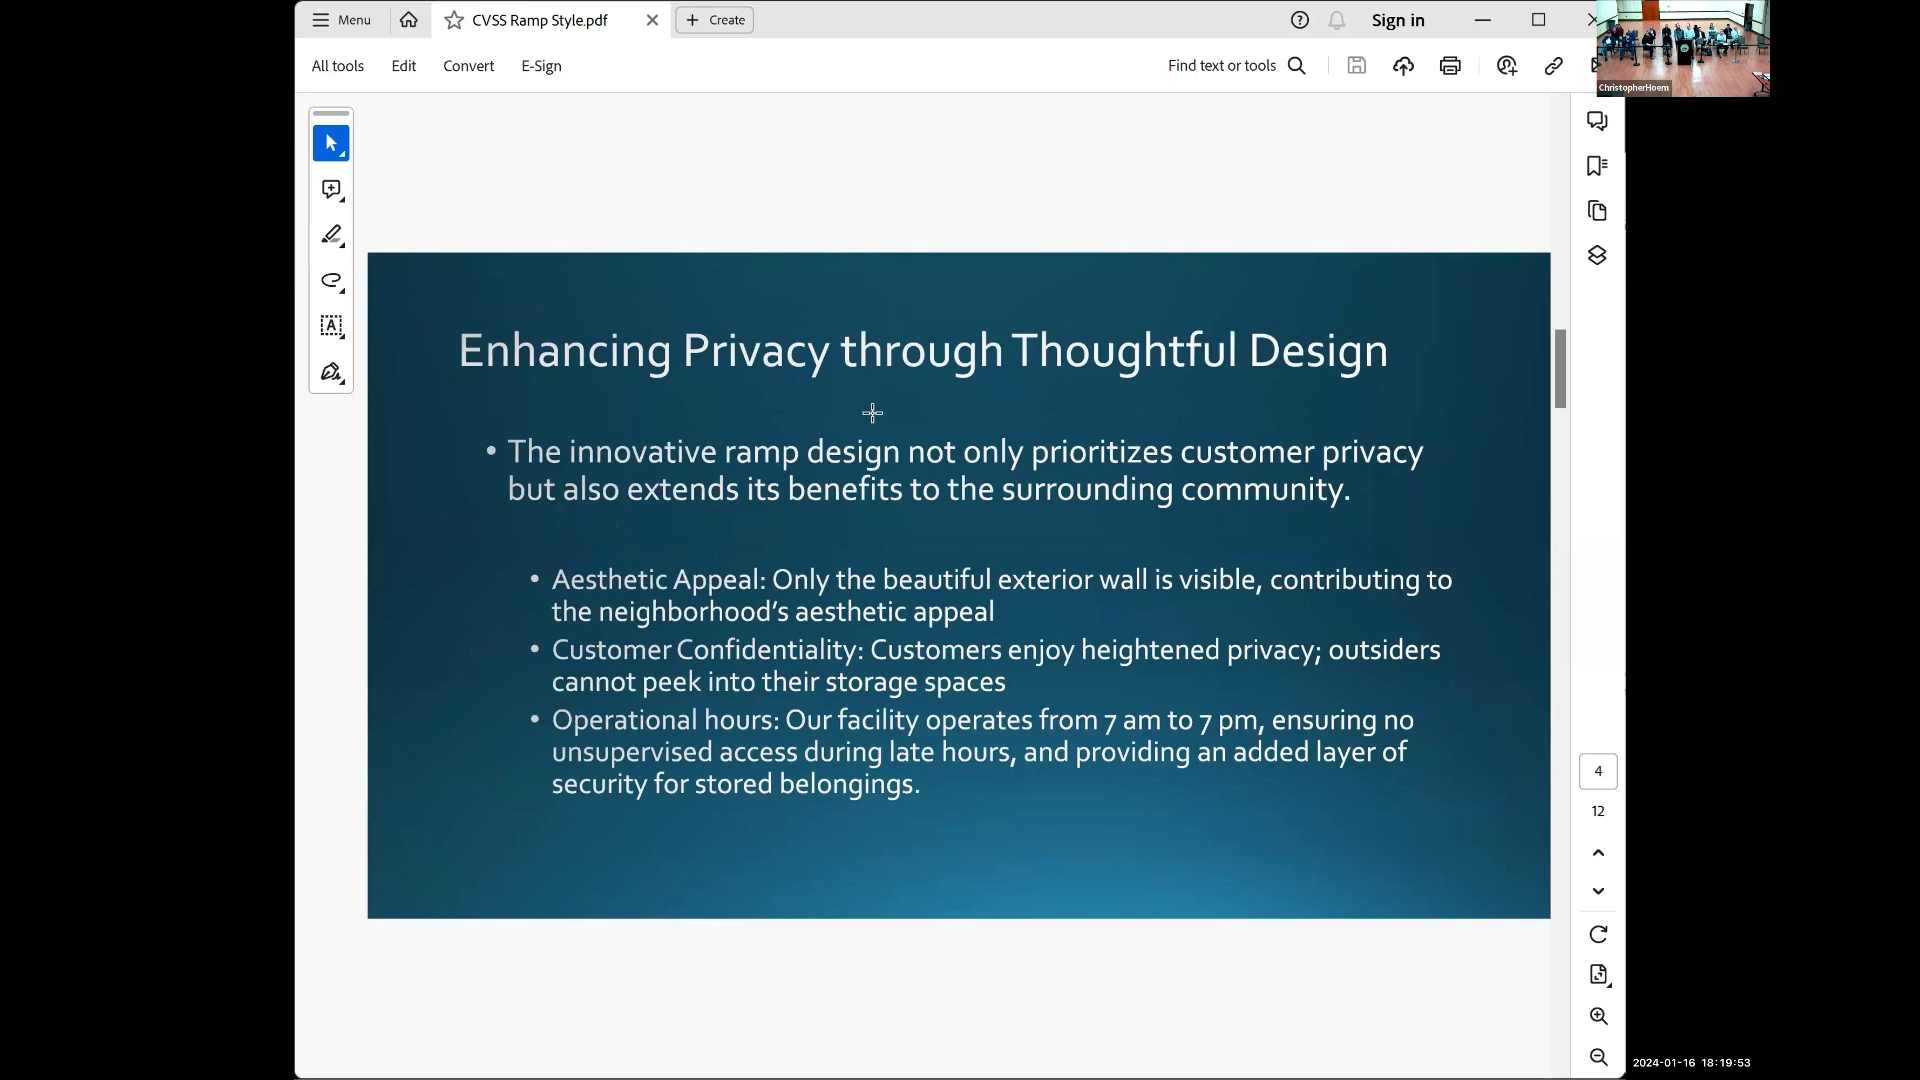 Menu
CVSS Ramp Style.pdf
Create
Sign in
All tools
Edit
Convert
E-Sign
Find text or tools
ChristopherHoem
Enhancing Privacy through Thoughtful Design
• The innovative ramp design not only prioritizes customer privacy
but also extends its benefits to the surrounding community.
• Aesthetic Appeal: Only the beautiful exterior wall is visible, contributing to
the neighborhood's aesthetic appeal
• Customer Confidentiality: Customers enjoy heightened privacy; outsiders
cannot peek into their storage spaces
• Operational hours: Our facility operates from 7 am to 7 pm, ensuring no
unsupervised access during late hours, and providing an added layer of
security for stored belongings.
4
12
2024-01-16 18:19:53